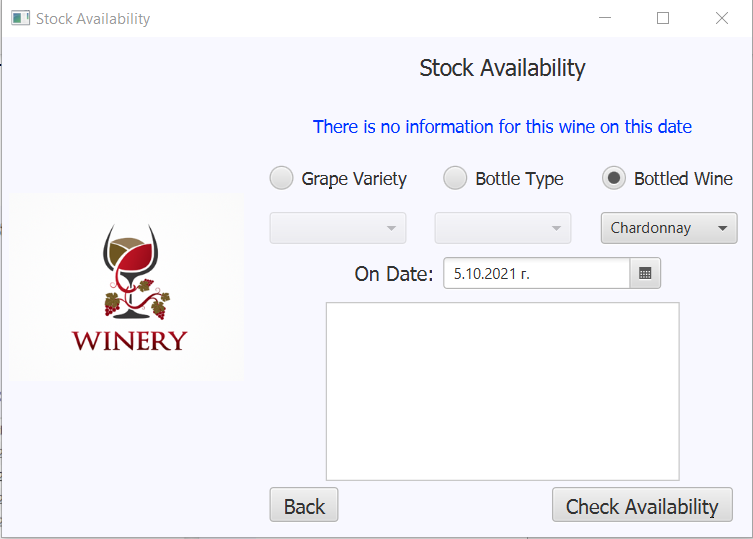 Stock Availability
Stock Availability
There is no information for this wine on this date
Grape Variety Bottle Type Bottled Wine
Chardonnay
On Date: 5.10.2021 г.
WINERY
Back Check Availability